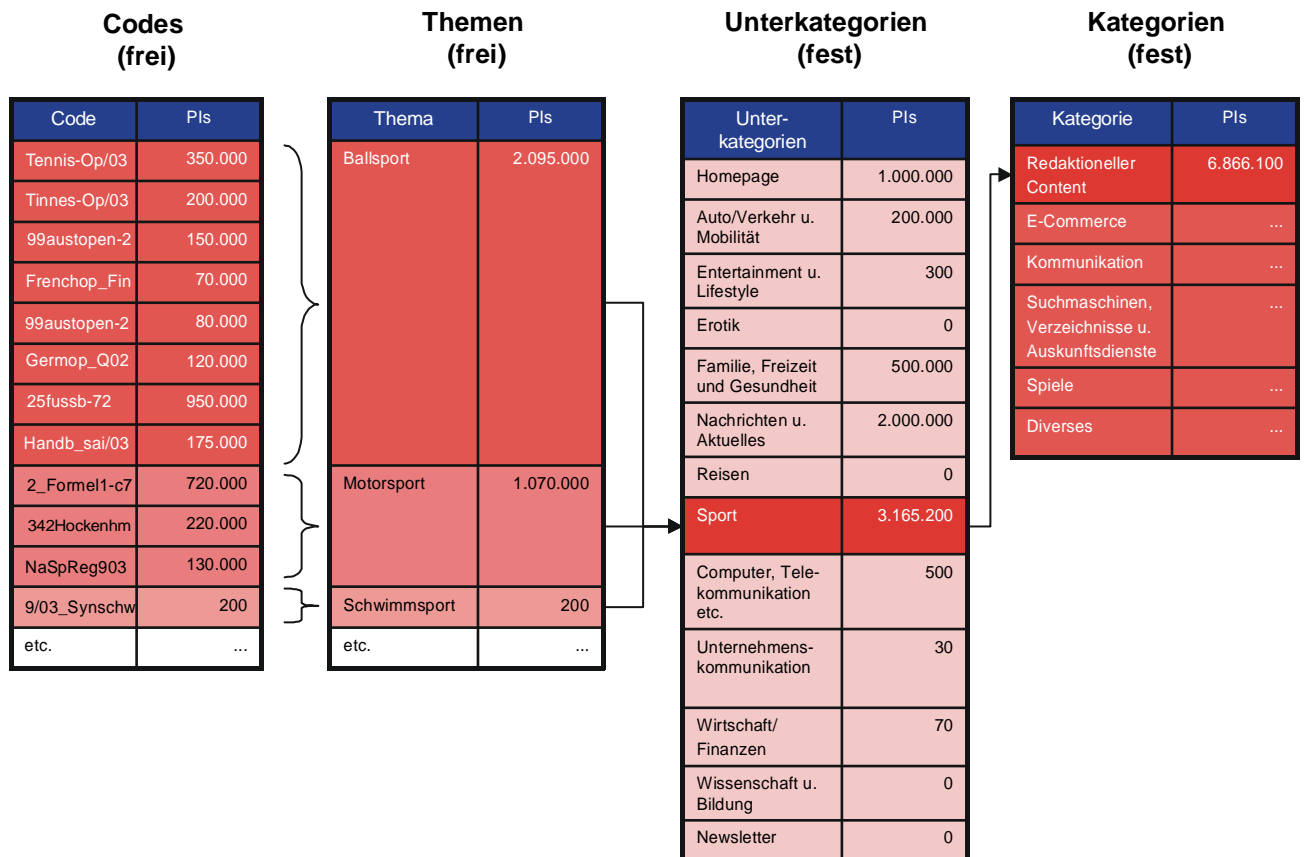 Codes
(frei)
Themen
(frei)
Unterkategorien
(fest)
Kategorien
(fest)
Code PIs
Tennis-Op/03 350.000
Tinnes-Op/03 200.000
99austopen-2 150.000
Frenchop_Fin 70.000
99austopen-2 80.000
Germop_Q02 120.000
25fussb-72 950.000
Handb_sai/03 175.000
2_Formel1-c7 720.000
342Hockenhm 220.000
NaSpReg903 130.000
9/03_Synschw 200
etc. ...
Thema PIs
Ballsport 2.095.000
Motorsport 1.070.000
Schwimmsport 200
etc. ...
Unter- PIs
kategorien
Homepage 1.000.000
Auto/Verkehr u. 200.000
Mobilität
Entertainment u. 300
Lifestyle
Erotik 0
Familie, Freizeit 500.000
und Gesundheit
Nachrichten u. 2.000.000
Aktuelles
Reisen 0
Sport 3.165.200
Computer, Tele- 500
kommunikation
etc.
Unternehmens- 30
kommunikation
Wirtschaft/ 70
Finanzen
Wissenschaft u. 0
Bildung
Newsletter 0
Kategorie PIs
Redaktioneller 6.866.100
Content
E-Commerce ...
Kommunikation ...
Suchmaschinen, ...
Verzeichnisse u.
Auskunftsdienste
Spiele ...
Diverses ...